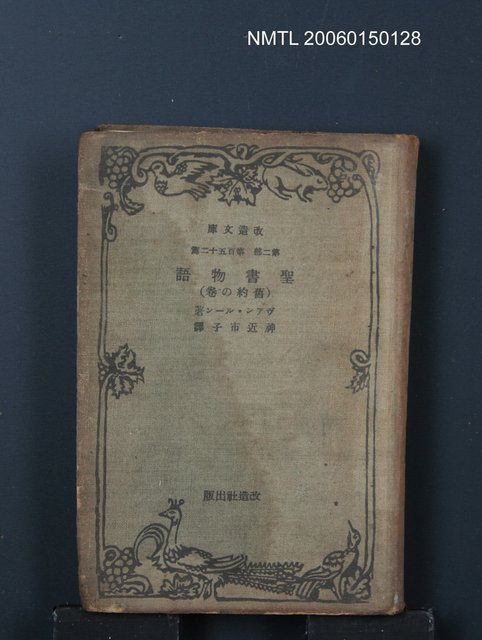 NMTL 20060150128
改造文庫
第二部 第百五十二篇
聖書物語
(舊約の卷)
ヴアン・ルーン著
神近市子譯
改造社出版